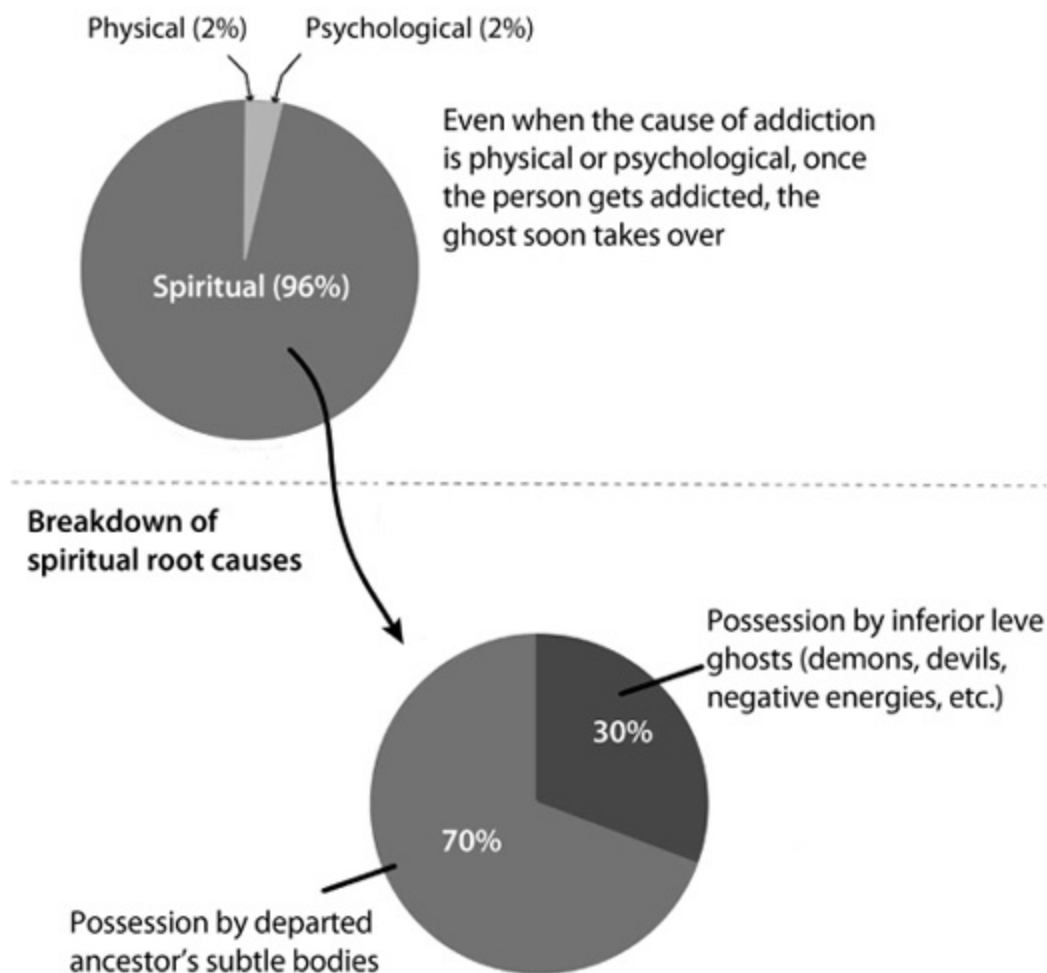 Physical (2%)
Psychological (2%)
Even when the cause of addiction
is physical or psychological, once
the person gets addicted, the
ghost soon takes over
Spiritual (96%)
Breakdown of
spiritual root causes
Possession by inferior leve
ghosts (demons, devils,
negative energies, etc.)
30%
70%
Possession by departed
ancestor's subtle bodies